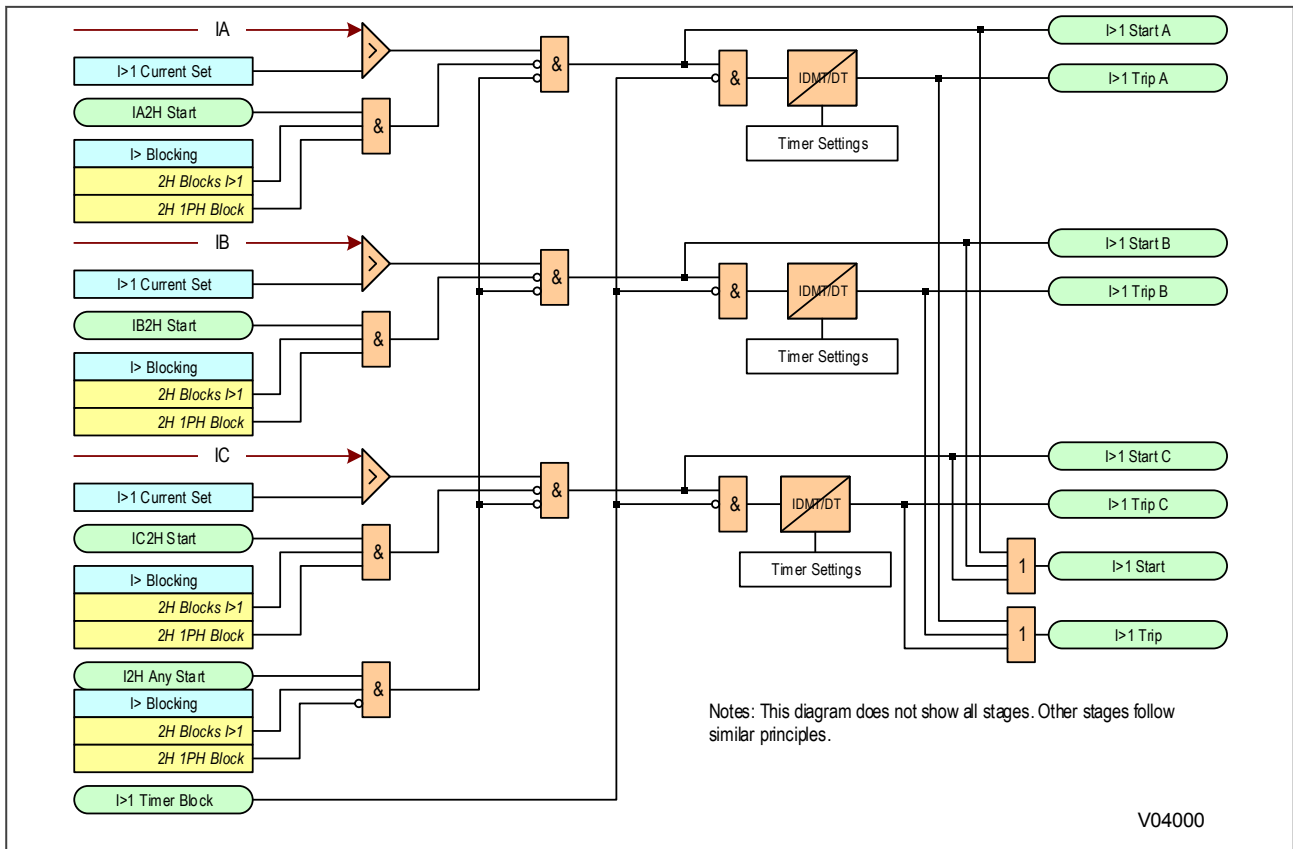 IA
>
I>1 Current Set
IA2H Start
&
I> Blocking
2H Blocks I>1
2H 1PH Block
&
&
IDMT/DT
Timer Settings
I>1 Start A
I>1 Trip A
IB
>
I>1 Current Set
IB2H Start
&
I> Blocking
2H Blocks I>1
2H 1PH Block
&
&
IDMT/DT
Timer Settings
I>1 Start B
I>1 Trip B
IC
>
I>1 Current Set
IC2H Start
&
I> Blocking
2H Blocks I>1
2H 1PH Block
&
&
IDMT/DT
Timer Settings
I>1 Start C
I>1 Trip C
1
I>1 Start
1
I>1 Trip
I2H Any Start
&
I> Blocking
2H Blocks I>1
2H 1PH Block
I>1 Timer Block
Notes: This diagram does not show all stages. Other stages follow
similar principles.
V04000